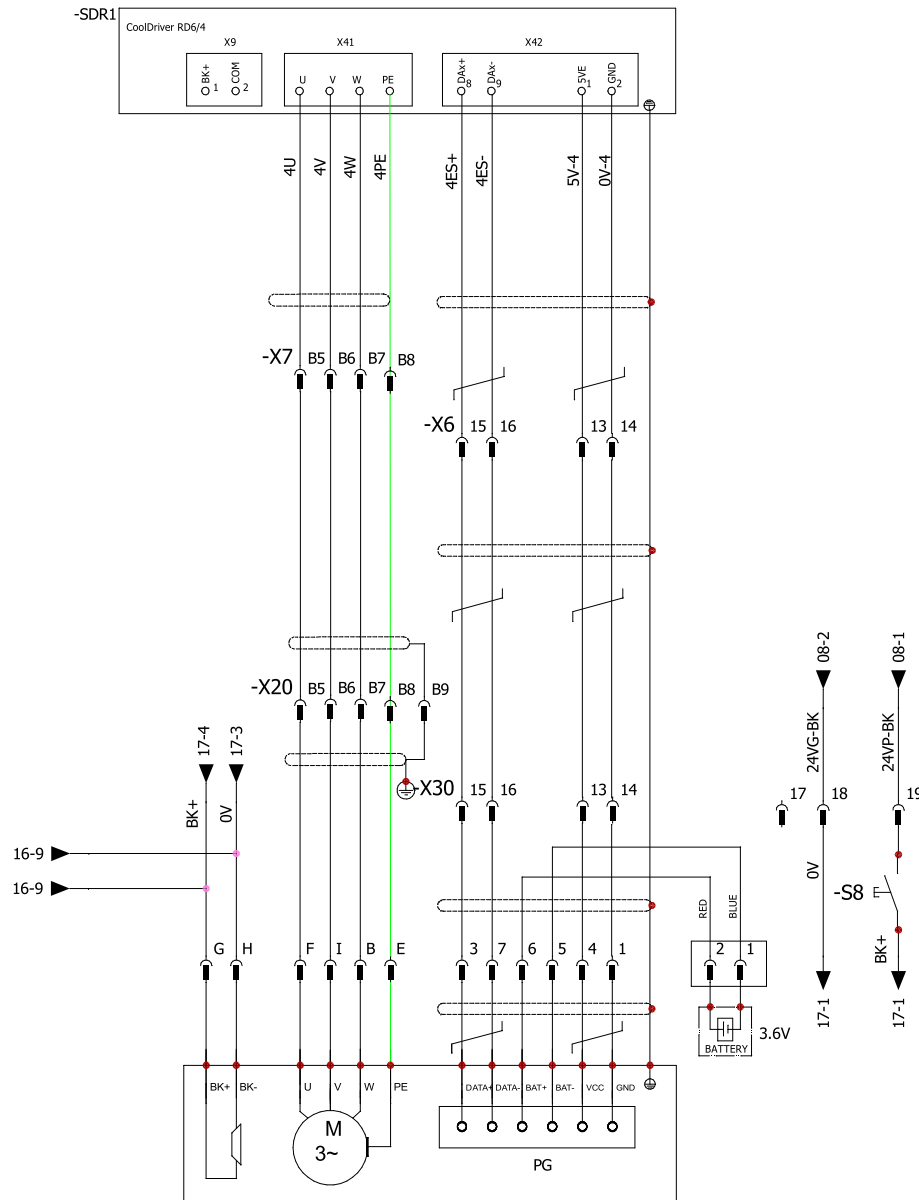 -SDR1
CoolDriver RD6/4
X9 X41 X42
BK+ COM U V W PE DAx+ DAx- 5VE GND
1 2 8 9 1 2
4U 4V 4W 4PE 4ES+ 4ES- 5V-4 0V-4
-X7 B5 B6 B7 B8
-X6 15 16 13 14
08-2 08-1
-X20 B5 B6 B7 B8 B9
17-4 17-3 24VG-BK 24VP-BK
-X30 15 16 13 14 17 18 19
BK+ 0V
16-9
0V
16-9
-S8
RED BLUE
G H F I B E 3 7 6 5 4 1 2 1
BK+
17-1 17-1
3.6V
BATTERY
BK+ BK- U V W PE DATA+ DATA- BAT+ BAT- VCC GND
M
3~
PG